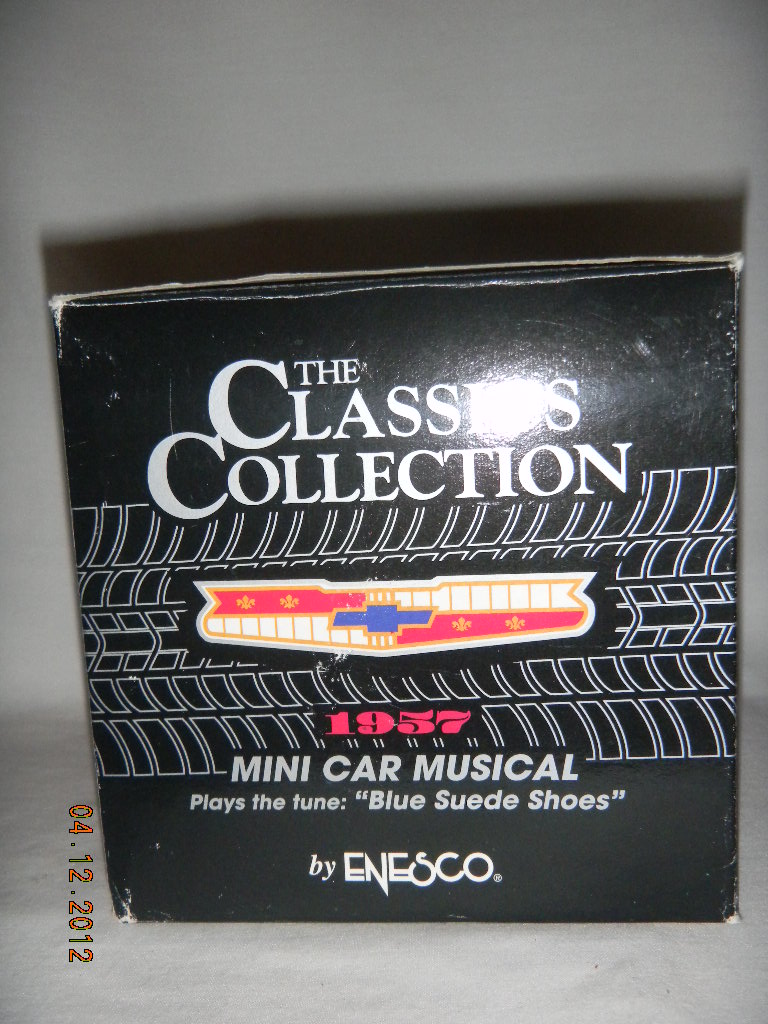 THE
CLASSICS
COLLECTION
1957
MINI CAR MUSICAL
Plays the tune: "Blue Suede Shoes"
by ENESCO®
04.12.2012